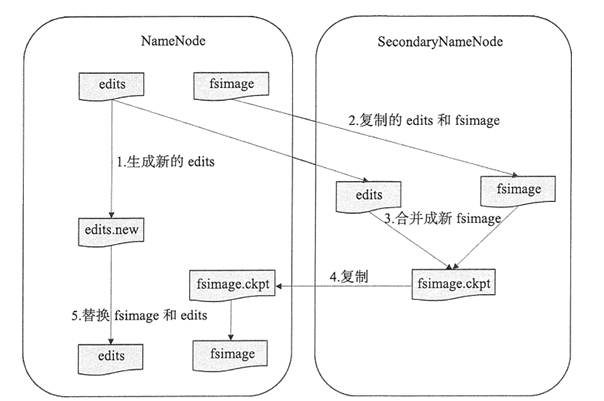 NameNode
SecondaryNameNode
edits
fsimage
2.复制的 edits 和 fsimage
1.生成新的 edits
edits
fsimage
3.合并成新 fsimage
edits.new
fsimage.ckpt
4.复制
fsimage.ckpt
5.替换 fsimage 和 edits
edits
fsimage